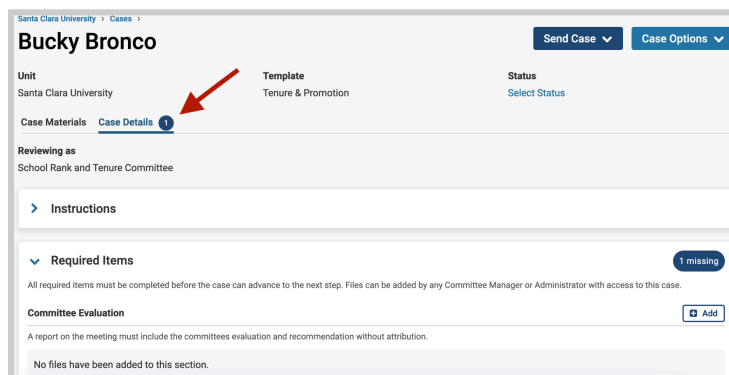 Santa Clara University > Cases >
Bucky Bronco
Send Case
Case Options
Unit
Template
Status
Santa Clara University
Tenure & Promotion
Select Status
Case Materials
Case Details 1
Reviewing as
School Rank and Tenure Committee
Instructions
Required Items
1 missing
All required items must be completed before the case can advance to the next step. Files can be added by any Committee Manager or Administrator with access to this case.
Committee Evaluation
Add
A report on the meeting must include the committees evaluation and recommendation without attribution.
No files have been added to this section.